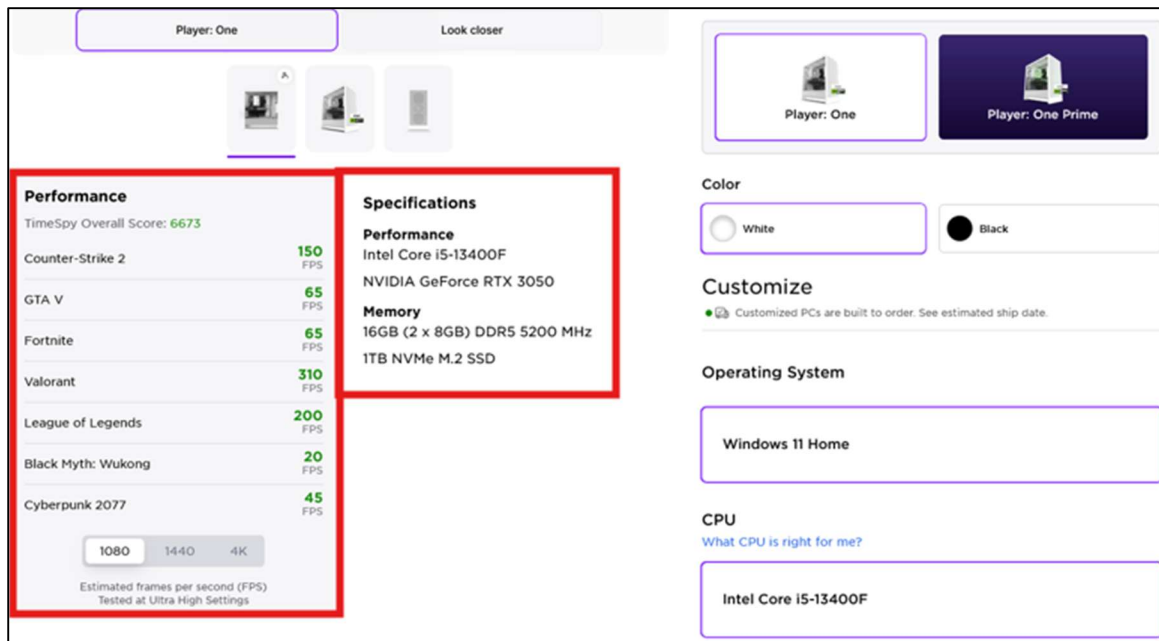 Player: One
Look closer
Performance
TimeSpy Overall Score: 6673
Counter-Strike 2 150
FPS
GTA V 65
FPS
Fortnite 65
FPS
Valorant 310
FPS
League of Legends 200
FPS
Black Myth: Wukong 20
FPS
Cyberpunk 2077 45
FPS
1080 1440 4K
Estimated frames per second (FPS)
Tested at Ultra High Settings
Specifications
Performance
Intel Core i5-13400F
NVIDIA GeForce RTX 3050
Memory
16GB (2 x 8GB) DDR5 5200 MHz
1TB NVMe M.2 SSD
Player: One
Player: One Prime
Color
White
Black
Customize
Customized PCs are built to order. See estimated ship date.
Operating System
Windows 11 Home
CPU
What CPU is right for me?
Intel Core i5-13400F